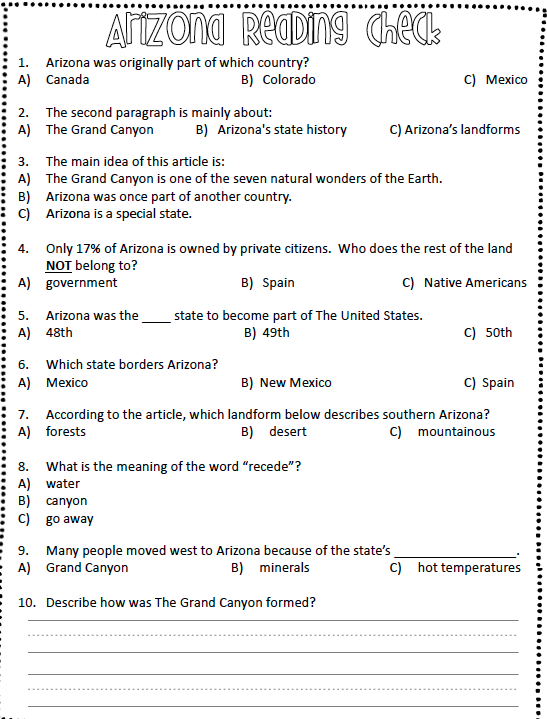 Arizona Reading Check
1. Arizona was originally part of which country?
A) Canada B) Colorado C) Mexico
2. The second paragraph is mainly about:
A) The Grand Canyon B) Arizona's state history C) Arizona’s landforms
3. The main idea of this article is:
A) The Grand Canyon is one of the seven natural wonders of the Earth.
B) Arizona was once part of another country.
C) Arizona is a special state.
4. Only 17% of Arizona is owned by private citizens. Who does the rest of the land
NOT belong to?
A) government B) Spain C) Native Americans
5. Arizona was the ____ state to become part of The United States.
A) 48th B) 49th C) 50th
6. Which state borders Arizona?
A) Mexico B) New Mexico C) Spain
7. According to the article, which landform below describes southern Arizona?
A) forests B) desert C) mountainous
8. What is the meaning of the word “recede”?
A) water
B) canyon
C) go away
9. Many people moved west to Arizona because of the state’s _________________.
A) Grand Canyon B) minerals C) hot temperatures
10. Describe how was The Grand Canyon formed?